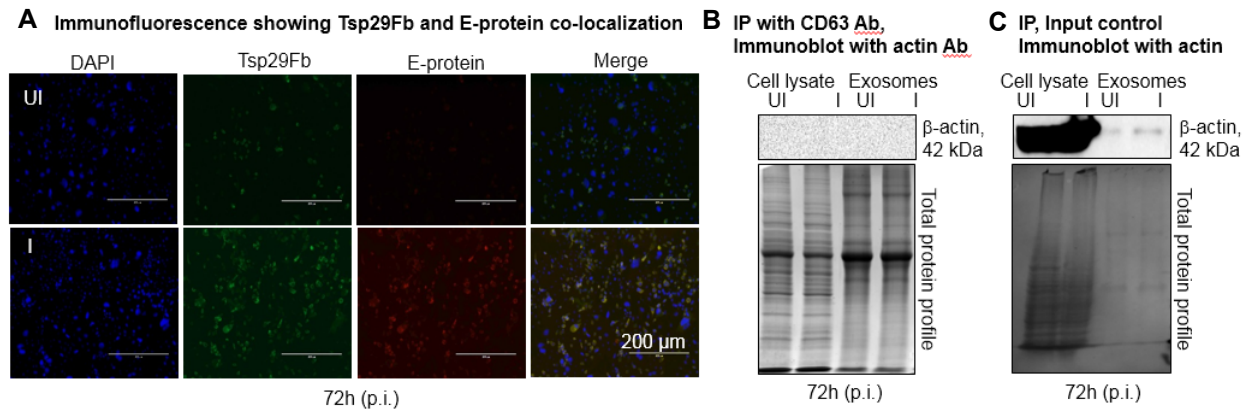 A Immunofluorescence showing Tsp29Fb and E-protein co-localization
DAPI Tsp29Fb E-protein Merge
UI
I
200 µm
72h (p.i.)
B IP with CD63 Ab,
Immunoblot with actin Ab
Cell lysate Exosomes
UI I UI I
β-actin,
42 kDa
Total protein profile
72h (p.i.)
C IP, Input control
Immunoblot with actin
Cell lysate Exosomes
UI I UI I
β-actin,
42 kDa
Total protein profile
72h (p.i.)